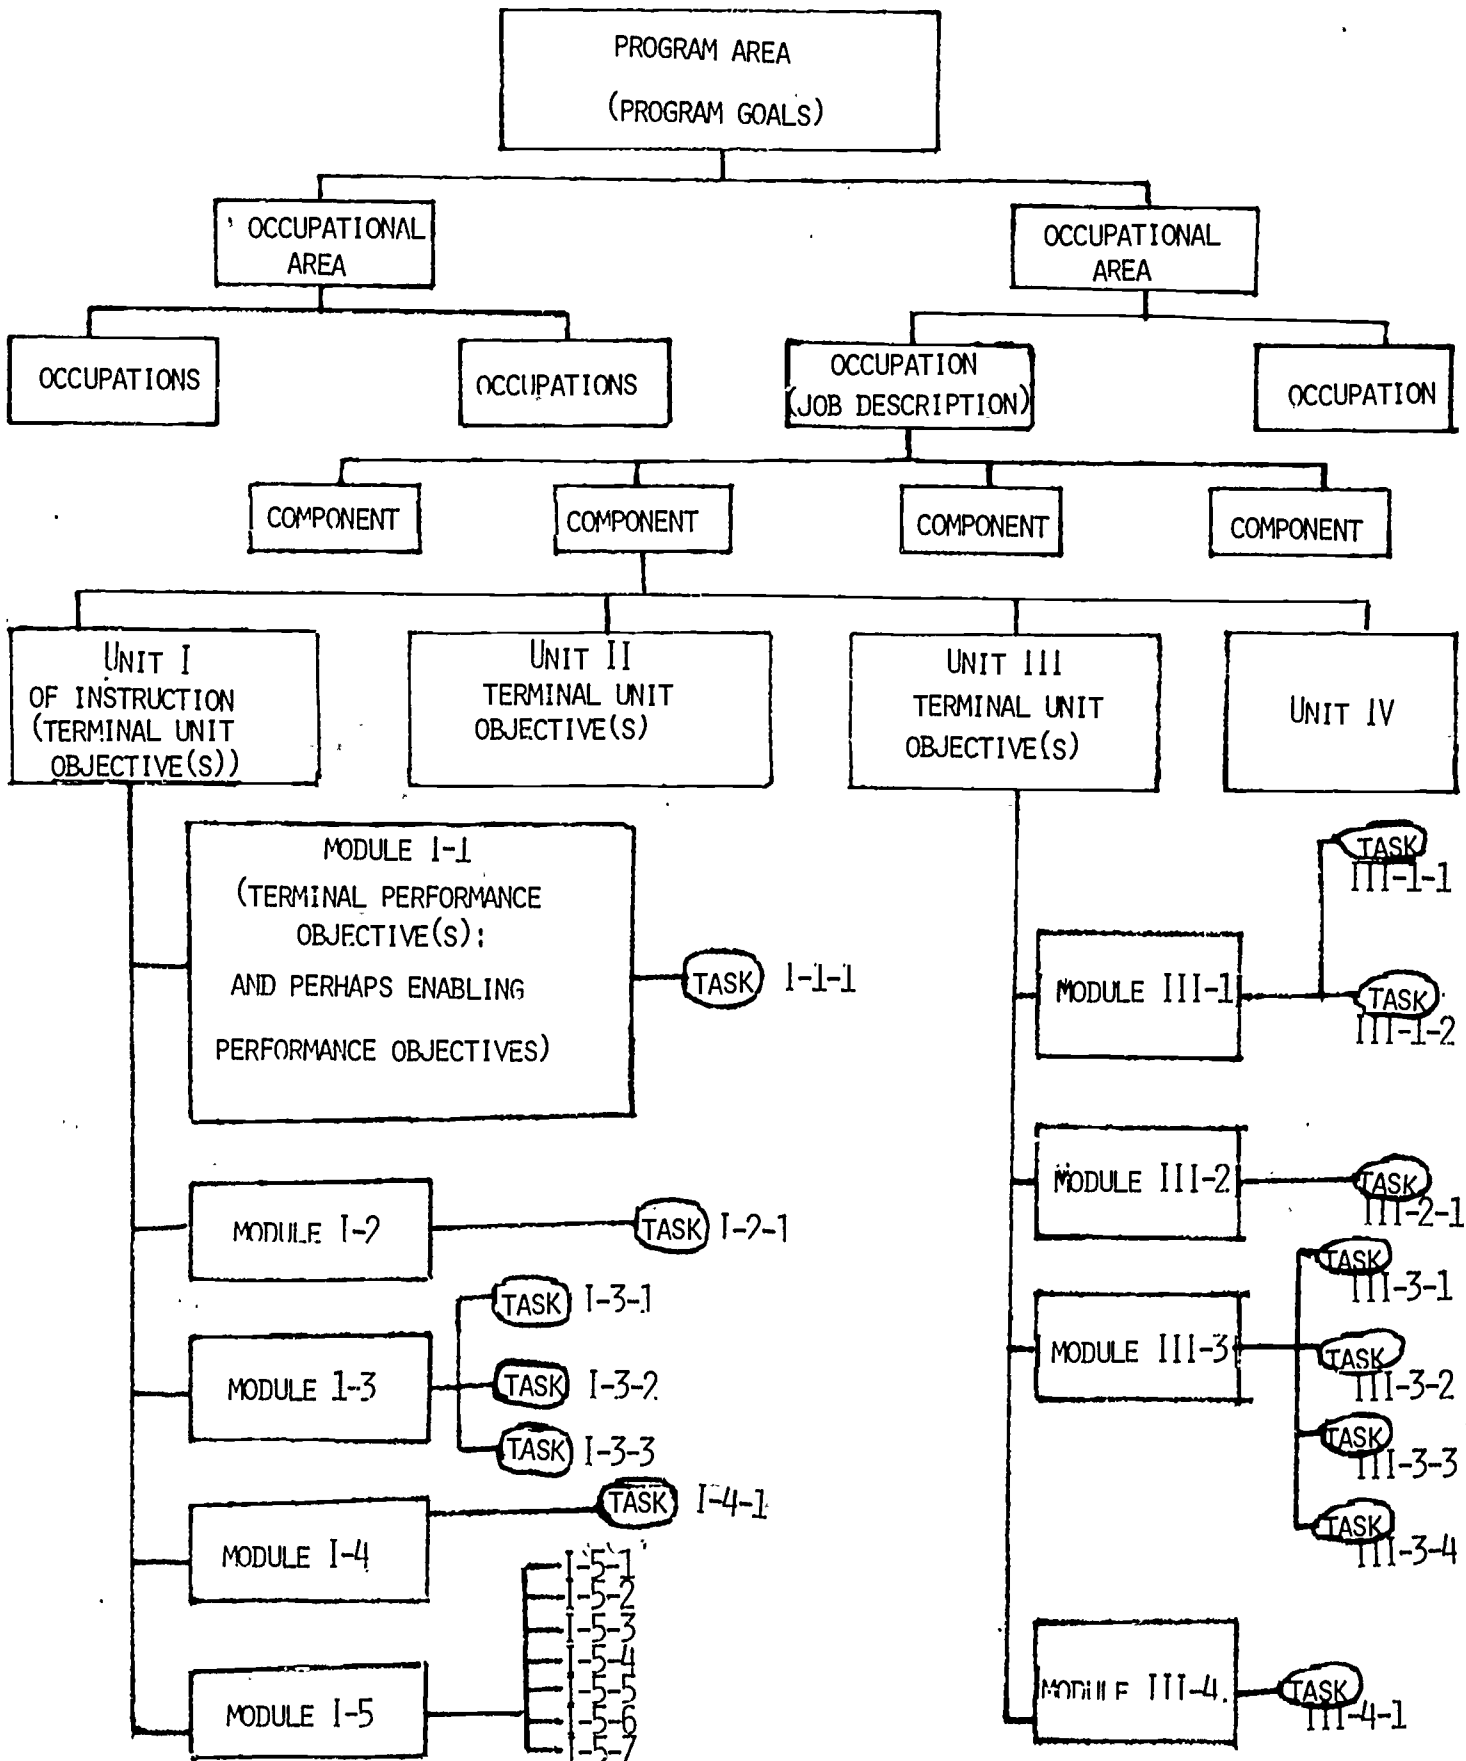 PROGRAM AREA
(PROGRAM GOALS)
OCCUPATIONAL
AREA
OCCUPATIONAL
AREA
OCCUPATIONS
OCCUPATIONS
OCCUPATION
(JOB DESCRIPTION)
OCCUPATION
COMPONENT
COMPONENT
COMPONENT
COMPONENT
UNIT I
OF INSTRUCTION
(TERMINAL UNIT
OBJECTIVE(S))
UNIT II
TERMINAL UNIT
OBJECTIVE(S)
UNIT III
TERMINAL UNIT
OBJECTIVE(S)
UNIT IV
MODULE I-1
(TERMINAL PERFORMANCE
OBJECTIVE(S):
AND PERHAPS ENABLING
PERFORMANCE OBJECTIVES)
TASK I-1-1
MODULE I-2
TASK I-2-1
MODULE 1-3
TASK I-3-1
TASK I-3-2
TASK I-3-3
MODULE I-4
TASK I-4-1
MODULE I-5
I-5-1
I-5-2
I-5-3
I-5-4
I-5-5
I-5-6
I-5-7
MODULE III-1
TASK
III-1-1
TASK
III-1-2
MODULE III-2
TASK
III-2-1
MODULE III-3
TASK
III-3-1
TASK
III-3-2
TASK
III-3-3
TASK
III-3-4
MODULE III-4
TASK
III-4-1